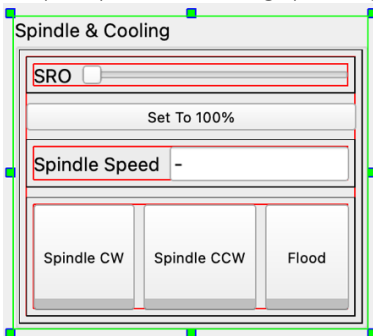 Spindle & Cooling
SRO
Set To 100%
Spindle Speed -
Spindle CW Spindle CCW Flood